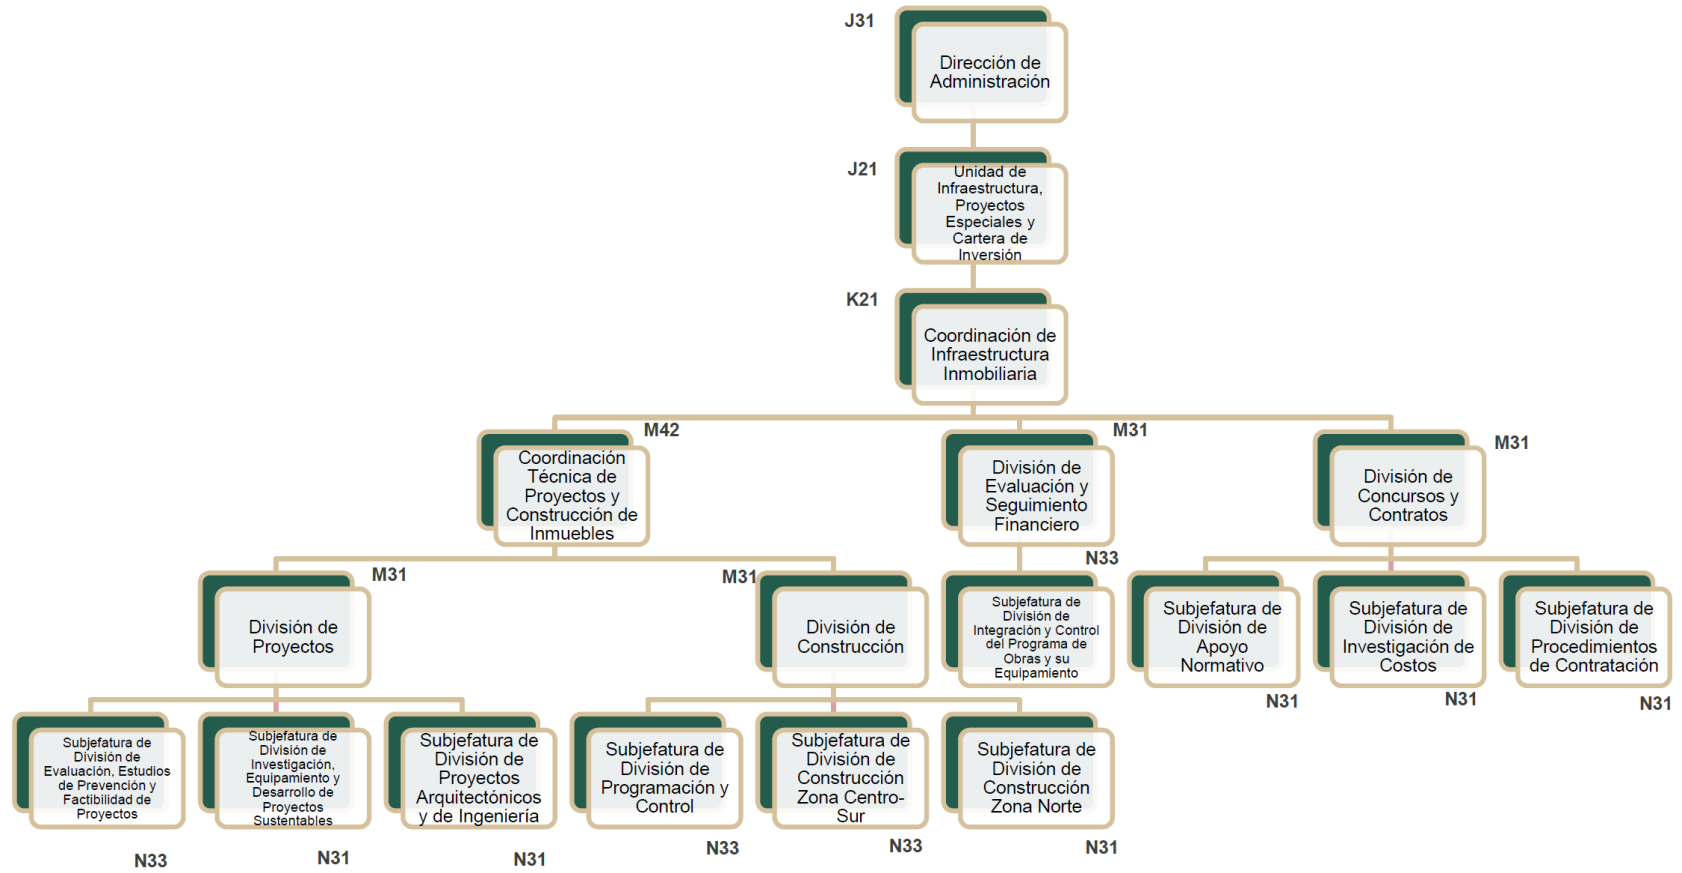 J31
Dirección de
Administración
J21
Unidad de
Infraestructura,
Proyectos
Especiales y
Cartera de
Inversión
K21
Coordinación de
Infraestructura
Inmobiliaria
M42
Coordinación
Técnica de
Proyectos y
Construcción de
Inmuebles
M31
División de
Evaluación y
Seguimiento
Financiero
M31
División de
Concursos y
Contratos
M31
División de
Proyectos
M31
División de
Construcción
N33
Subjefatura de
División de
Integración y Control
del Programa de
Obras y su
Equipamiento
Subjefatura de
División de
Apoyo
Normativo
N31
Subjefatura de
División de
Investigación de
Costos
N31
Subjefatura de
División de
Procedimientos
de Contratación
N31
Subjefatura de
División de
Evaluación, Estudios
de Prevención y
Factibilidad de
Proyectos
N33
Subjefatura de
División de
Investigación,
Equipamiento y
Desarrollo de
Proyectos
Sustentables
N31
Subjefatura de
División de
Proyectos
Arquitectónicos
y de Ingeniería
N31
Subjefatura de
División de
Programación y
Control
N33
Subjefatura de
División de
Construcción
Zona Centro-
Sur
N33
Subjefatura de
División de
Construcción
Zona Norte
N31